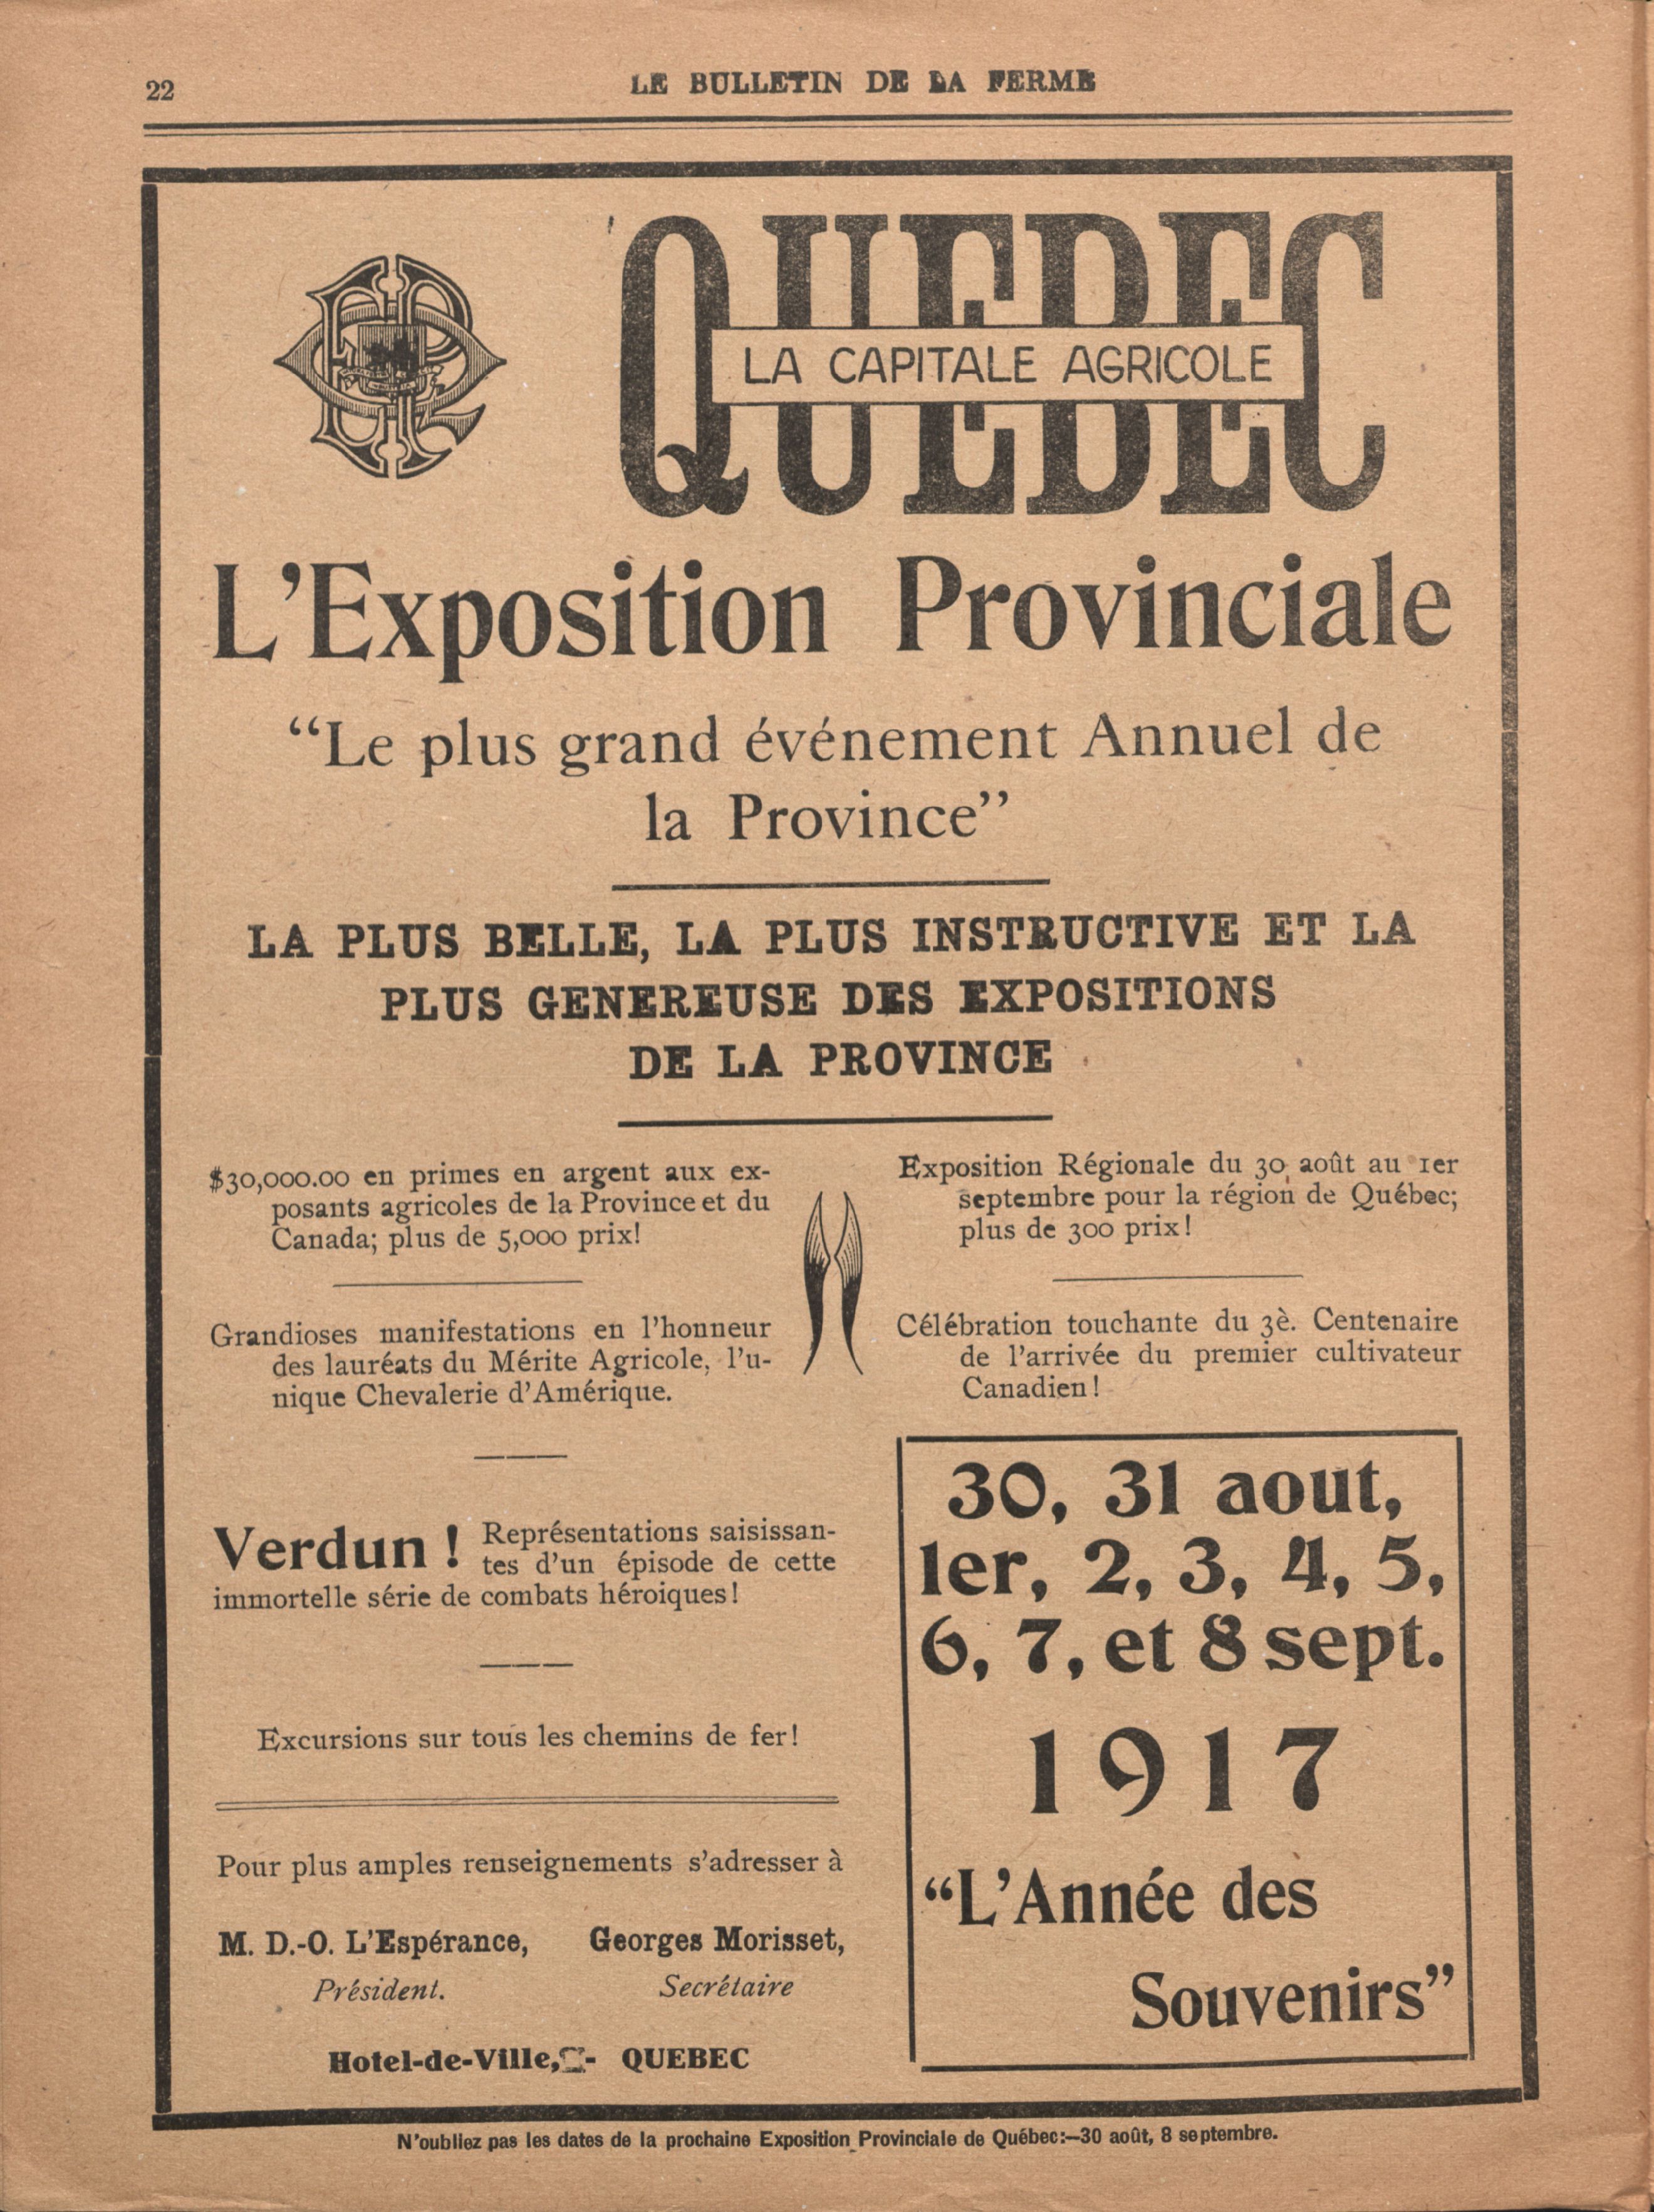 22
LE BULLETIN DE LA FERME
QUEBEC
LA CAPITALE AGRICOLE
L'Exposition Provinciale
“Le plus grand événement Annuel de
la Province”
LA PLUS BELLE, LA PLUS INSTRUCTIVE ET LA
PLUS GENEREUSE DES EXPOSITIONS
DE LA PROVINCE
$30,000.00 en primes en argent aux ex-
posants agricoles de la Province et du
Canada; plus de 5,000 prix!
Grandioses manifestations en l'honneur
des lauréats du Mérite Agricole, l'u-
nique Chevalerie d'Amérique.
Verdun ! Représentations saisissan-
tes d'un épisode de cette
immortelle série de combats héroiques!
Excursions sur tous les chemins de fer!
Pour plus amples renseignements s'adresser à
M. D.-O. L'Espérance, Georges Morisset,
Président. Secrétaire
Hotel-de-Ville, - QUEBEC
Exposition Régionale du 30 août au 1er
septembre pour la région de Québec;
plus de 300 prix!
Célébration touchante du 3è. Centenaire
de l'arrivée du premier cultivateur
Canadien!
30, 31 aout,
1er, 2, 3, 4, 5,
6, 7, et 8 sept.
1917
“L'Année des
Souvenirs”
N'oubliez pas les dates de la prochaine Exposition Provinciale de Québec:—30 août, 8 septembre.